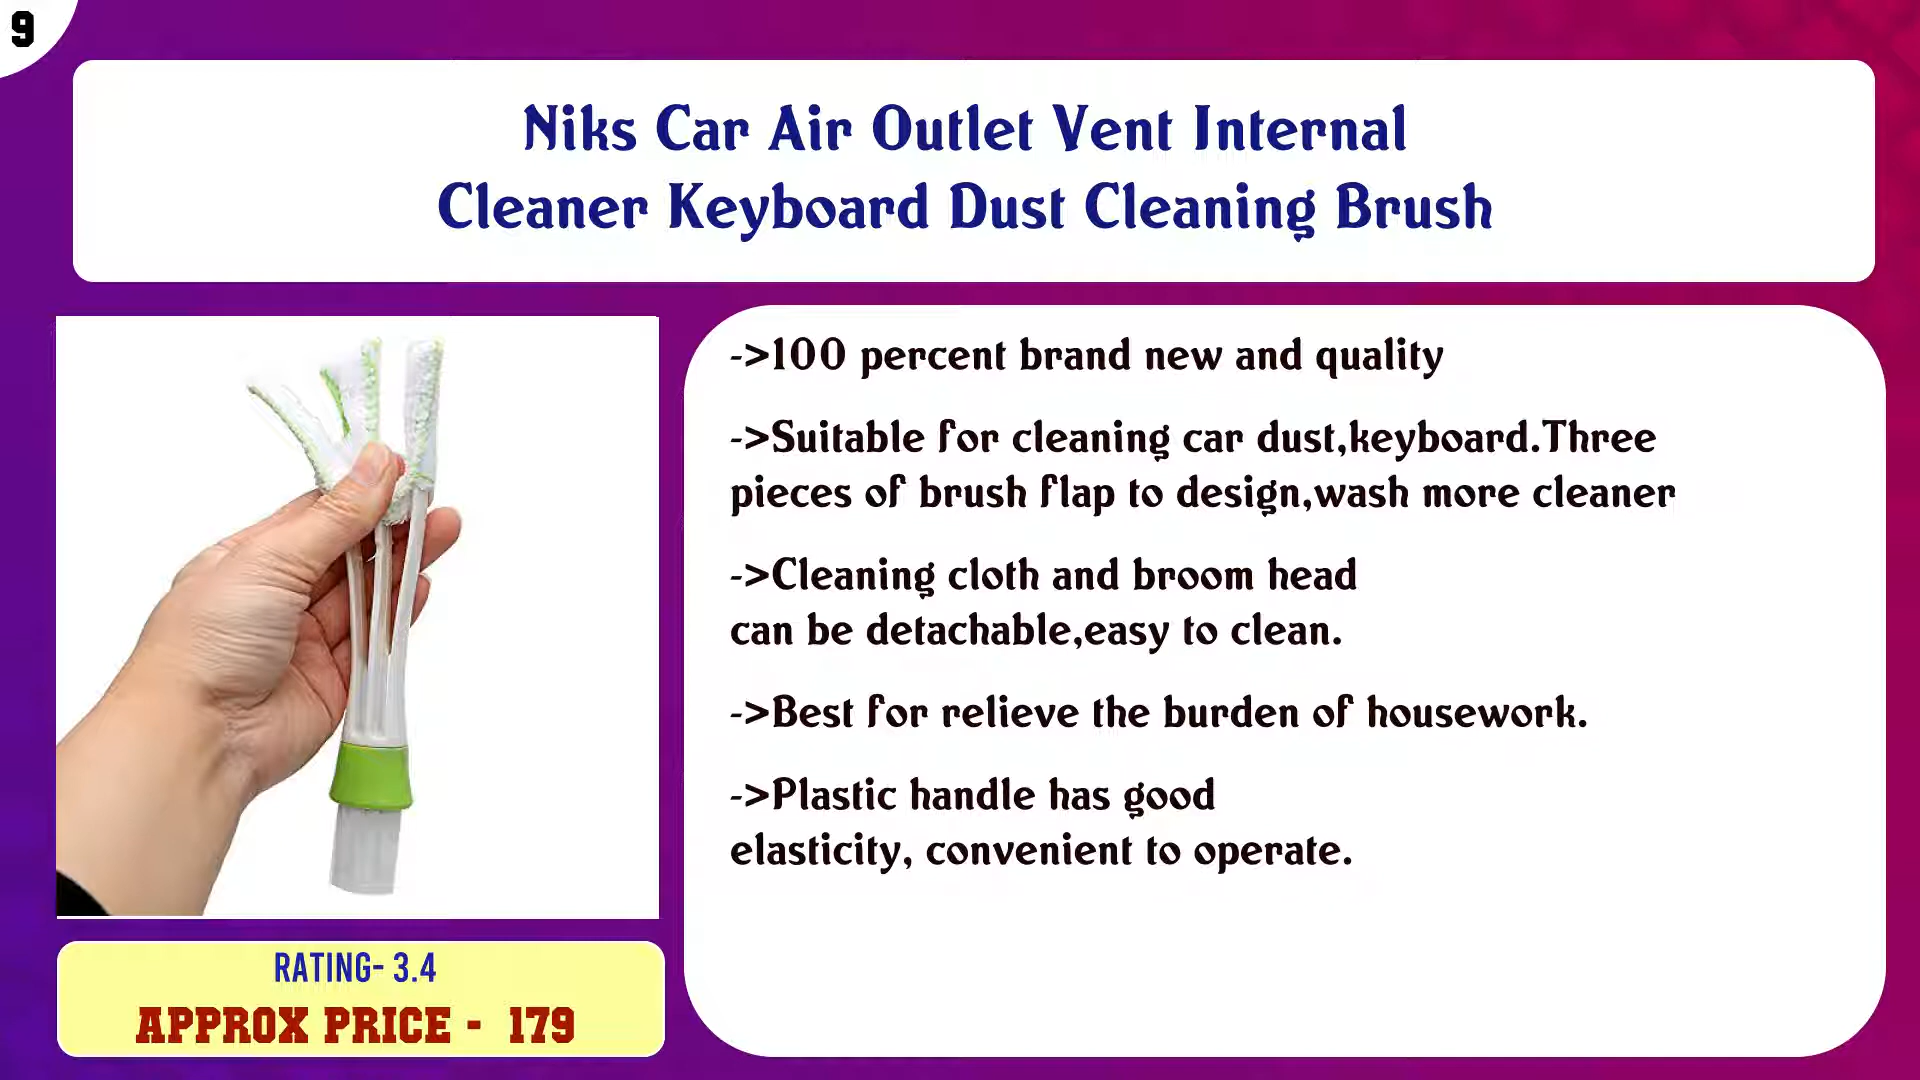 9
Niks Car Air Outlet Vent Internal
Cleaner Keyboard Dust Cleaning Brush
->100 percent brand new and quality
->Suitable for cleaning car dust,keyboard.Three
pieces of brush flap to design,wash more cleaner
->Cleaning cloth and broom head
can be detachable,easy to clean.
->Best for relieve the burden of housework.
->Plastic handle has good
elasticity, convenient to operate.
RATING- 3.4
APPROX PRICE - 179